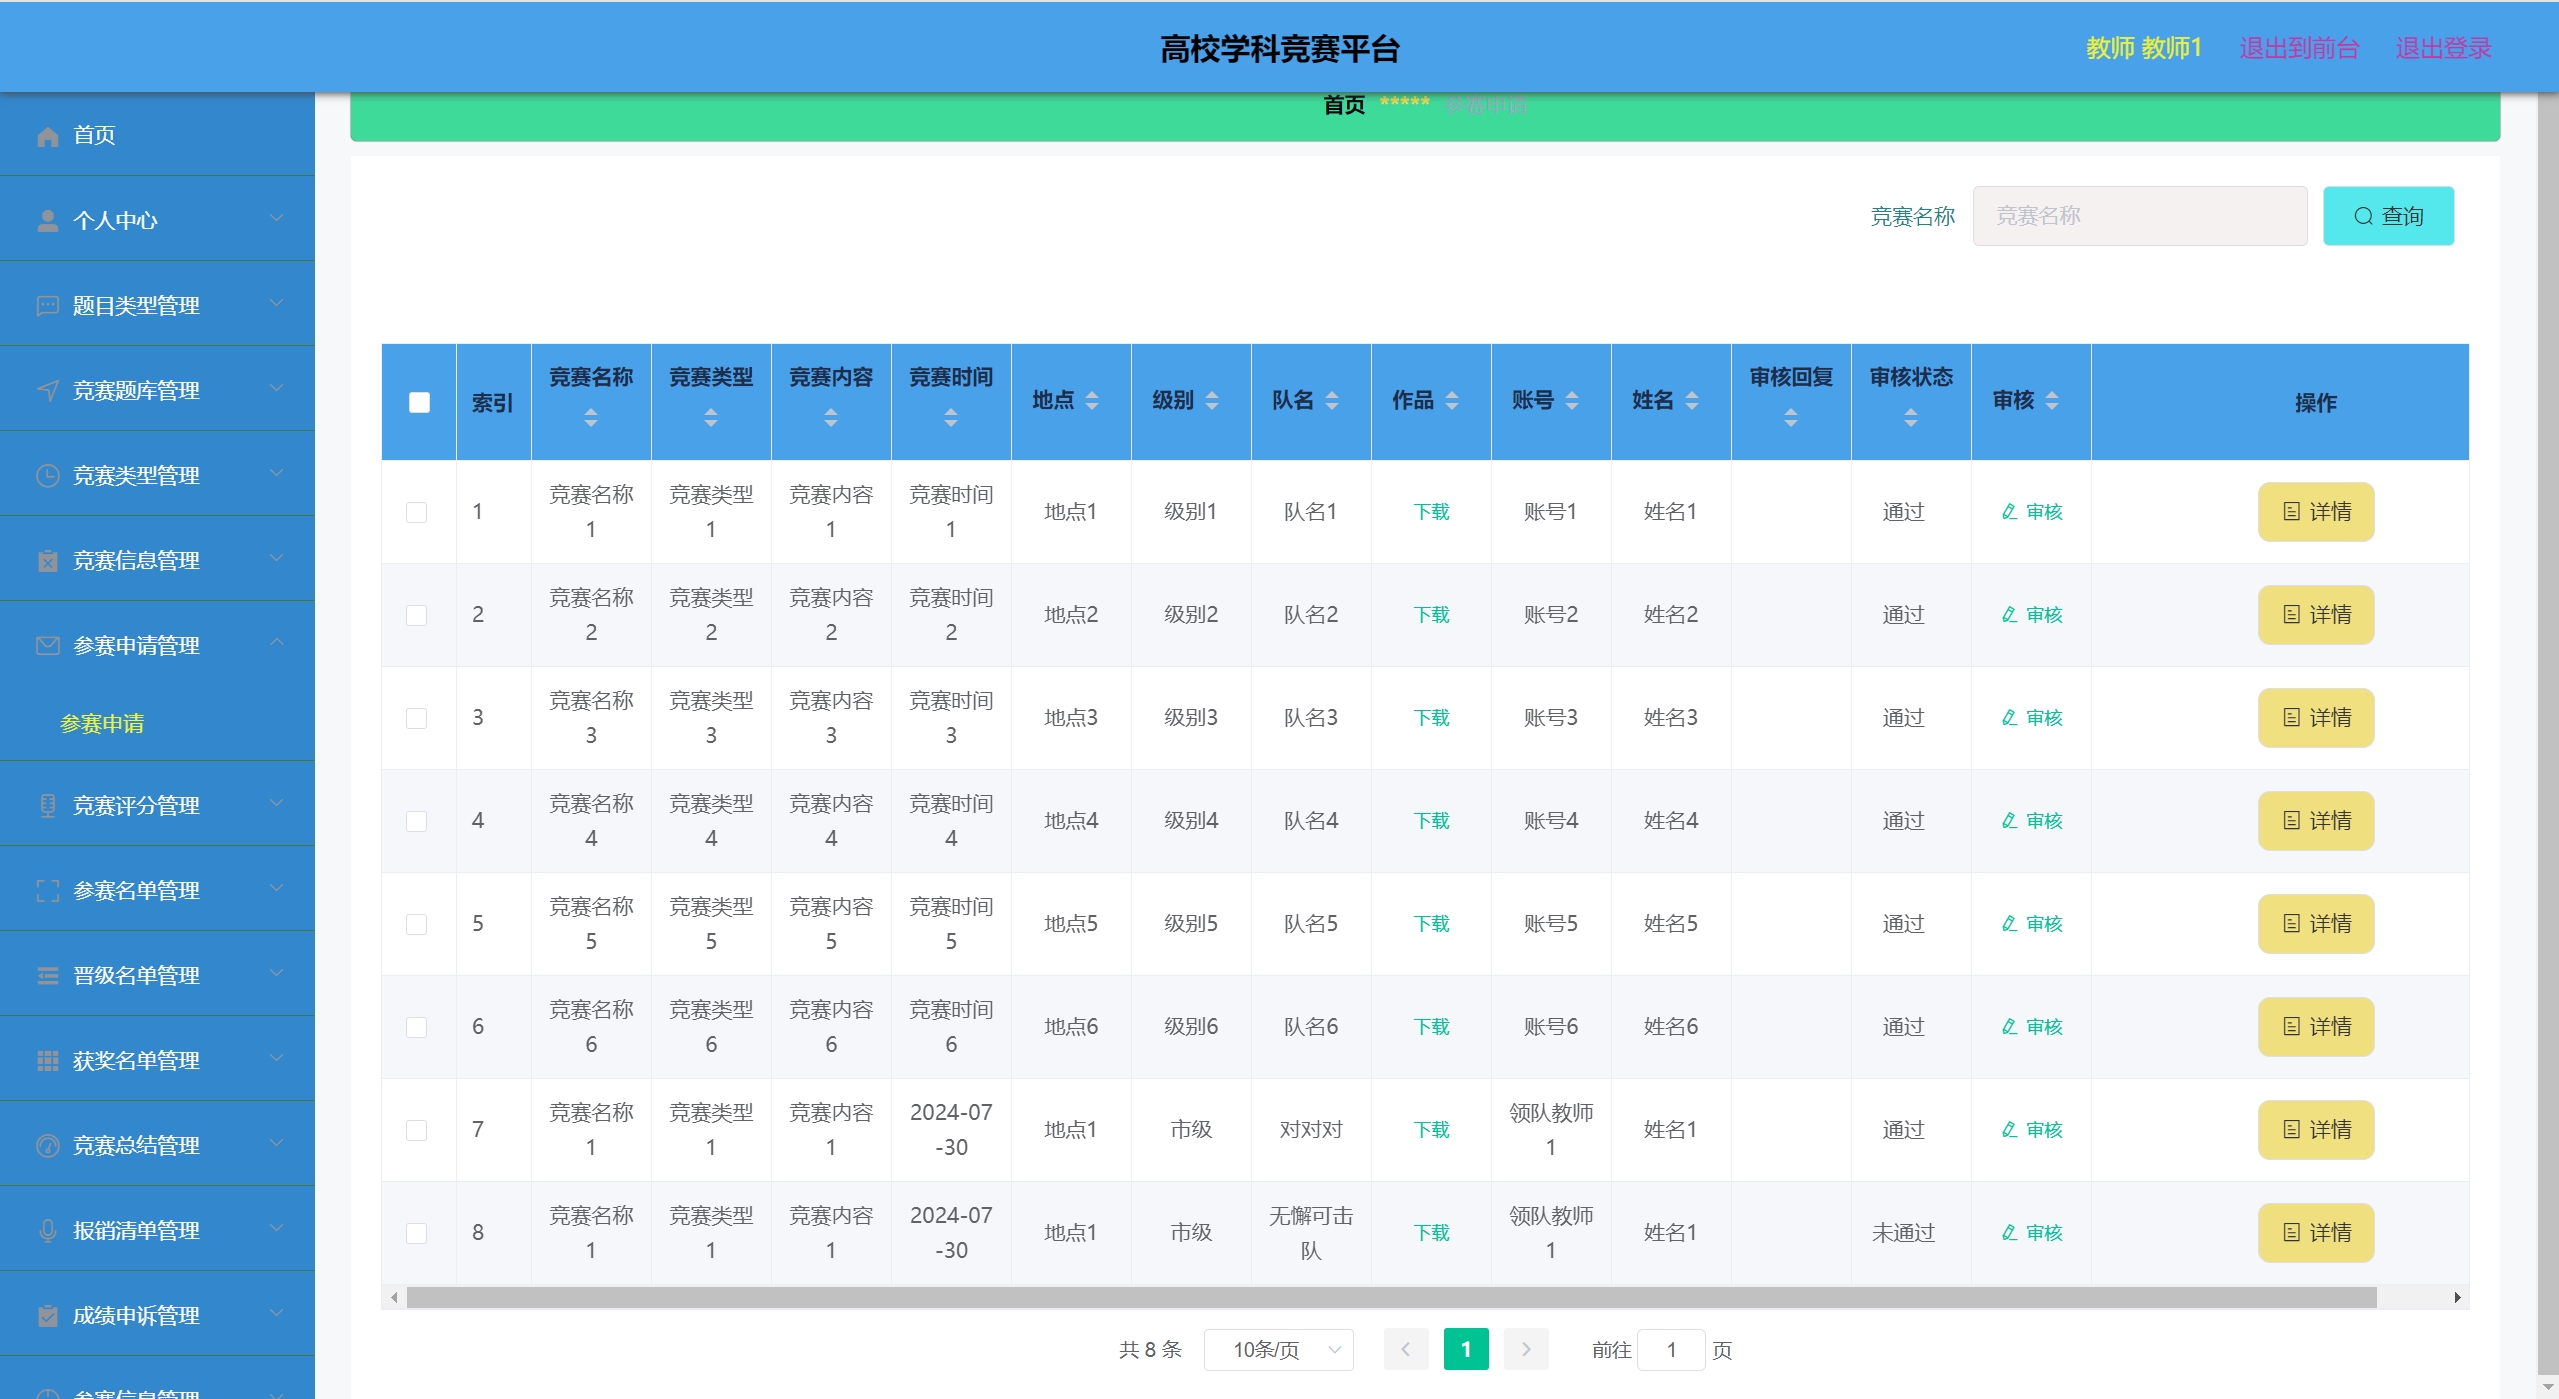 高校学科竞赛平台
教师 教师1 退出到前台 退出登录
首页 ***** 参赛申请
首页
个人中心
题目类型管理
竞赛题库管理
竞赛类型管理
竞赛信息管理
参赛申请管理
参赛申请
竞赛评分管理
参赛名单管理
晋级名单管理
获奖名单管理
竞赛总结管理
报销清单管理
成绩申诉管理
参赛信息管理
竞赛名称 竞赛名称 查询
索引 竞赛名称 竞赛类型 竞赛内容 竞赛时间 地点 级别 队名 作品 账号 姓名 审核回复 审核状态 审核 操作
1 竞赛名称1 竞赛类型1 竞赛内容1 竞赛时间1 地点1 级别1 队名1 下载 账号1 姓名1 通过 审核 详情
2 竞赛名称2 竞赛类型2 竞赛内容2 竞赛时间2 地点2 级别2 队名2 下载 账号2 姓名2 通过 审核 详情
3 竞赛名称3 竞赛类型3 竞赛内容3 竞赛时间3 地点3 级别3 队名3 下载 账号3 姓名3 通过 审核 详情
4 竞赛名称4 竞赛类型4 竞赛内容4 竞赛时间4 地点4 级别4 队名4 下载 账号4 姓名4 通过 审核 详情
5 竞赛名称5 竞赛类型5 竞赛内容5 竞赛时间5 地点5 级别5 队名5 下载 账号5 姓名5 通过 审核 详情
6 竞赛名称6 竞赛类型6 竞赛内容6 竞赛时间6 地点6 级别6 队名6 下载 账号6 姓名6 通过 审核 详情
7 竞赛名称1 竞赛类型1 竞赛内容1 2024-07-30 地点1 市级 对对对 下载 领队教师1 姓名1 通过 审核 详情
8 竞赛名称1 竞赛类型1 竞赛内容1 2024-07-30 地点1 市级 无懈可击队 下载 领队教师1 姓名1 未通过 审核 详情
共 8 条 10条/页 1 前往 1 页